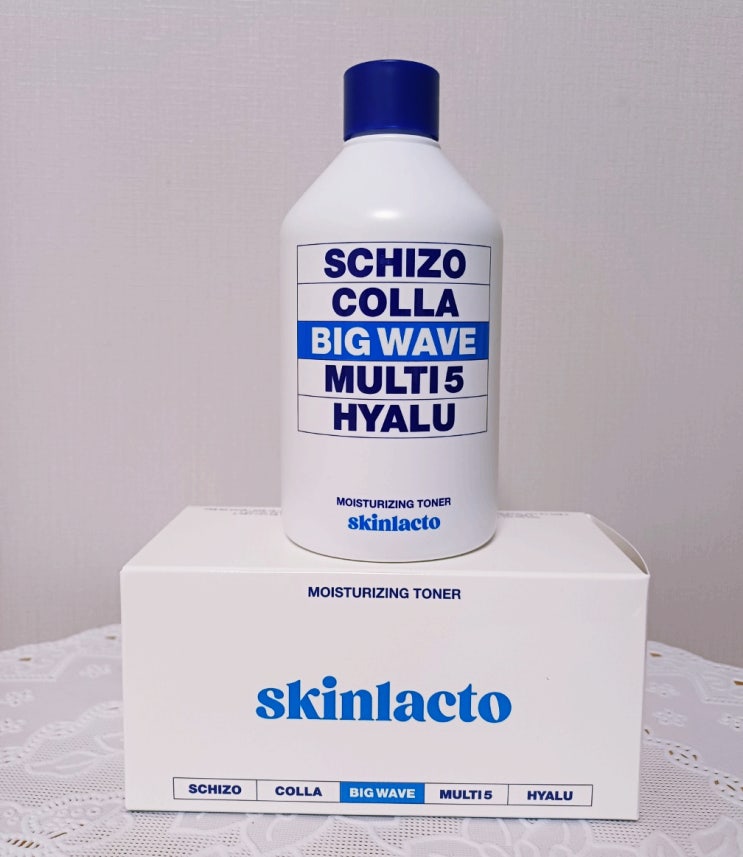 SCHIZO
COLLA
BIG WAVE
MULTI 5
HYALU
MOISTURIZING TONER
skinlacto
MOISTURIZING TONER
skinlacto
SCHIZO COLLA BIG WAVE MULTI 5 HYALU